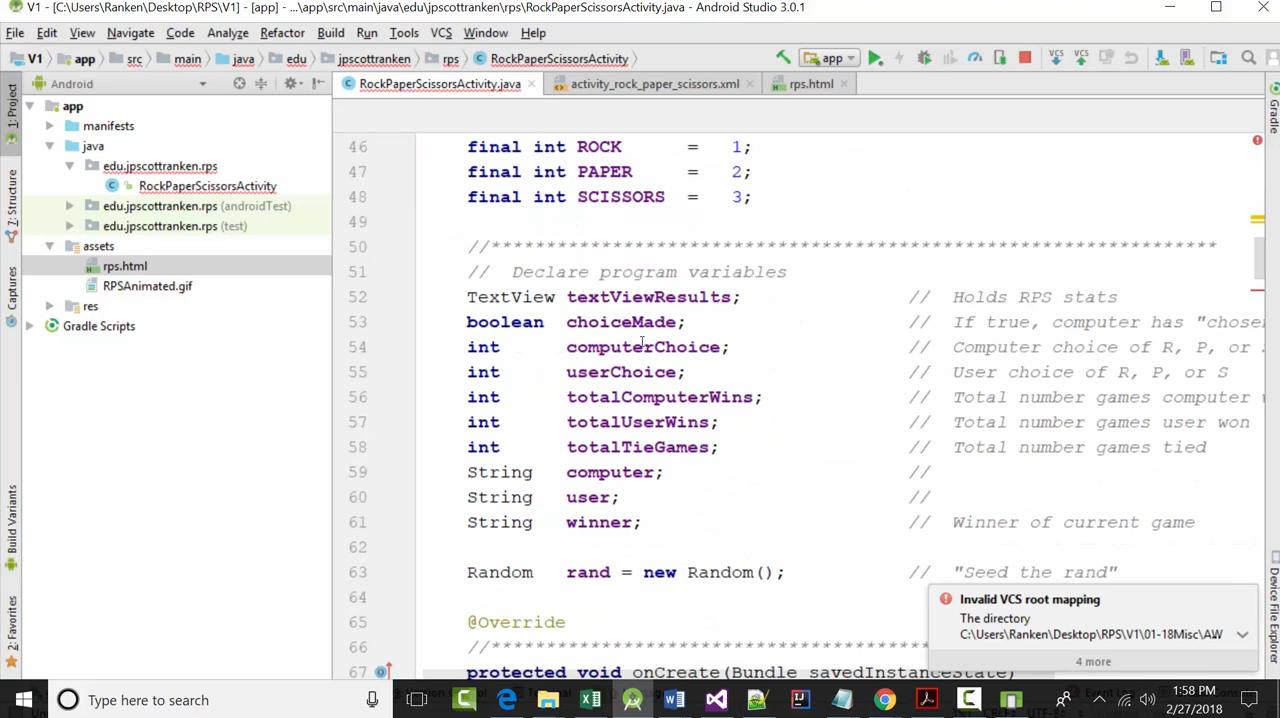 V1 - [C:\Users\Ranken\Desktop\RPS\V1] - [app] - ...\app\src\main\java\edu\jpscottranken\rps\RockPaperScissorsActivity.java - Android Studio 3.0.1
File Edit View Navigate Code Analyze Refactor Build Run Tools VCS Window Help
V1 app src main java edu jpscottranken rps RockPaperScissorsActivity app VCS VCS
Android
RockPaperScissorsActivity.java activity_rock_paper_scissors.xml rps.html
1: Project
Z: Structure
Captures
Build Variants
2: Favorites
app
manifests
java
edu.jpscottranken.rps
RockPaperScissorsActivity
edu.jpscottranken.rps (androidTest)
edu.jpscottranken.rps (test)
assets
rps.html
RPSAnimated.gif
res
Gradle Scripts
46 final int ROCK = 1;
47 final int PAPER = 2;
48 final int SCISSORS = 3;
49
50 //*******************************************************************
51 // Declare program variables
52 TextView textViewResults; // Holds RPS stats
53 boolean choiceMade; // If true, computer has "chosen
54 int computerChoice; // Computer choice of R, P, or
55 int userChoice; // User choice of R, P, or S
56 int totalComputerWins; // Total number games computer
57 int totalUserWins; // Total number games user won
58 int totalTieGames; // Total number games tied
59 String computer; //
60 String user; //
61 String winner; // Winner of current game
62
63 Random rand = new Random(); // "Seed the rand"
64
65 @Override
66 //*****************************************
67 protected void onCreate(Bundle savedInstanceState)
Gradle
Device File Explorer
Invalid VCS root mapping
The directory
C:\Users\Ranken\Desktop\RPS\V1\01-18Misc\AW
4 more
Type here to search
1:58 PM
2/27/2018